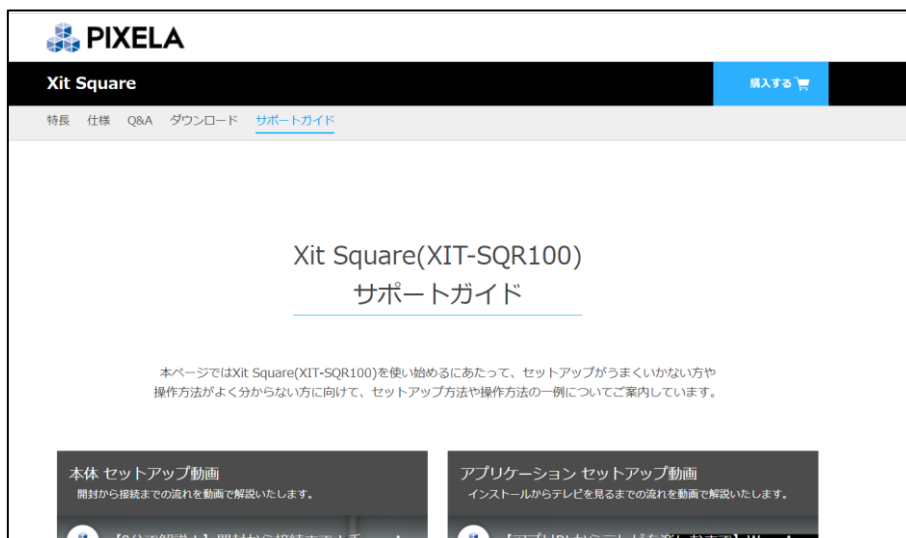 PIXELA
Xit Square
購入する
特長 仕様 Q&A ダウンロード サポートガイド
Xit Square(XIT-SQR100)
サポートガイド
本ページではXit Square(XIT-SQR100)を使い始めるにあたって、セットアップがうまくいかない方や
操作方法がよく分からない方に向けて、セットアップ方法や操作方法の一例についてご案内しています。
本体 セットアップ動画
開封から接続までの流れを動画で解説いたします。
アプリケーション セットアップ動画
インストールからテレビを見るまでの流れを動画で解説いたします。